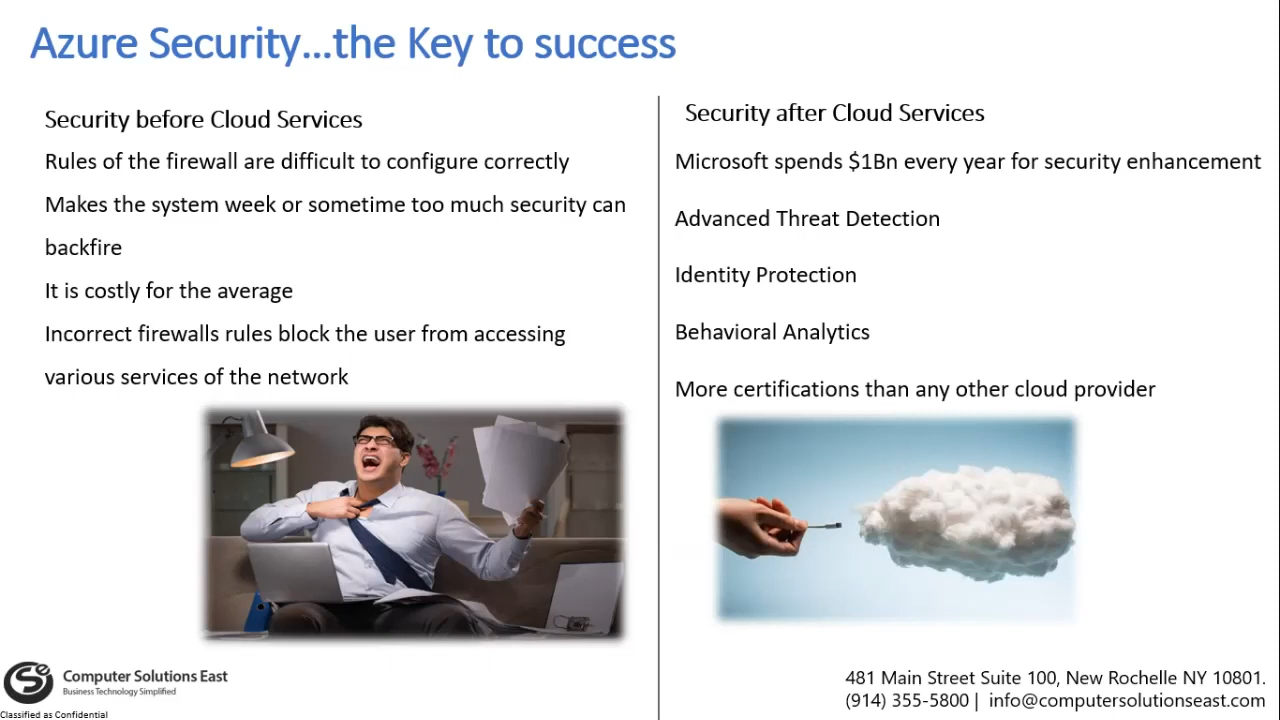 Azure Security...the Key to success
Security before Cloud Services
Rules of the firewall are difficult to configure correctly
Makes the system week or sometime too much security can
backfire
It is costly for the average
Incorrect firewalls rules block the user from accessing
various services of the network
Security after Cloud Services
Microsoft spends $1Bn every year for security enhancement
Advanced Threat Detection
Identity Protection
Behavioral Analytics
More certifications than any other cloud provider
Computer Solutions East
Business Technology Simplified
Classified as Confidential
481 Main Street Suite 100, New Rochelle NY 10801.
(914) 355-5800 | info@computersolutionseast.com